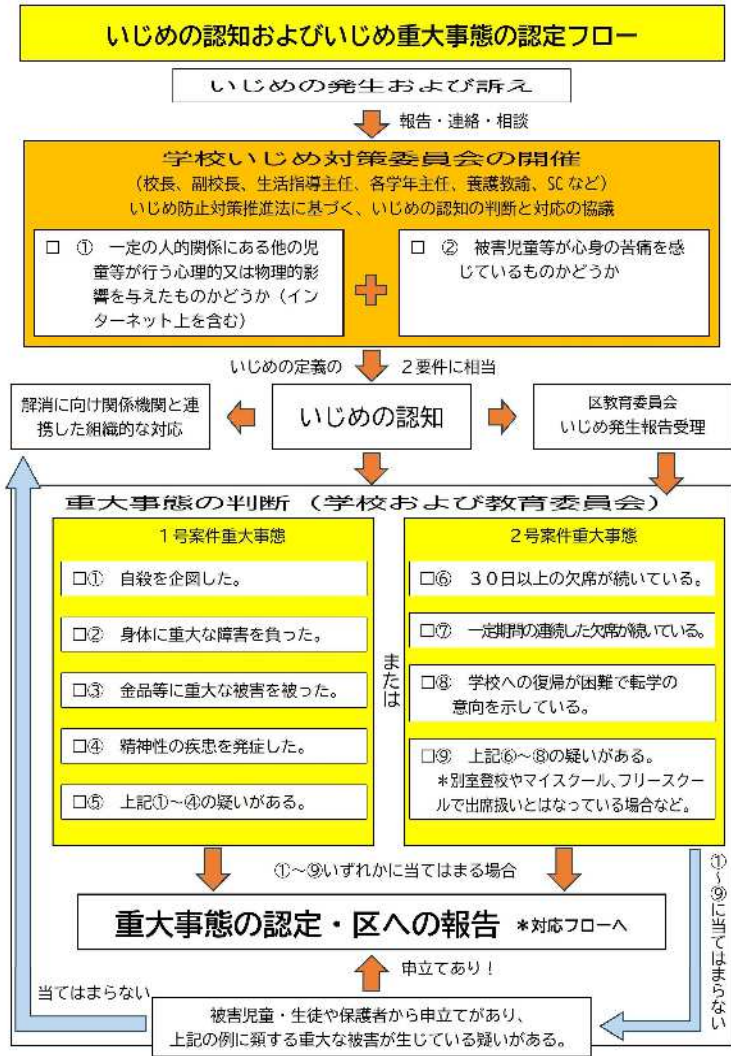 いじめの認知およびいじめ重大事態の認定フロー
いじめの発生および訴え
報告・連絡・相談
学校いじめ対策委員会の開催
(校長、副校長、生活指導主任、各学年主任、養護教諭、SCなど)
いじめ防止対策推進法に基づく、いじめの認知の判断と対応の協議
□ ① 一定の人的関係にある他の児
童等が行う心理的又は物理的影
響を与えたものかどうか(イン
ターネット上を含む)
□ ② 被害児童等が心身の苦痛を感
じているものかどうか
いじめの定義の 2要件に相当
解消に向け関係機関と連
携した組織的な対応
いじめの認知
区教育委員会
いじめ発生報告受理
重大事態の判断(学校および教育委員会)
1号案件重大事態
□① 自殺を企図した。
□② 身体に重大な障害を負った。
□③ 金品等に重大な被害を被った。
□④ 精神性の疾患を発症した。
□⑤ 上記①~④の疑いがある。
または
2号案件重大事態
□⑥ 30日以上の欠席が続いている。
□⑦ 一定期間の連続した欠席が続いている。
□⑧ 学校への復帰が困難で転学の
意向を示している。
□⑨ 上記⑥~⑧の疑いがある。
*別室登校やマイスクール、フリースクー
ルで出席扱いとはなっている場合など。
①~⑨いずれかに当てはまる場合
①~⑨に当てはまらない
重大事態の認定・区への報告 *対応フローへ
申立てあり!
当てはまらない
被害児童・生徒や保護者から申立てがあり、
上記の例に類する重大な被害が生じている疑いがある。